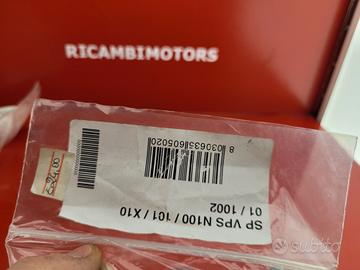 RICAMBIMOTORS
SP VPS N100 / 101 / X10
01 / 1002
8 030635 605020
subito